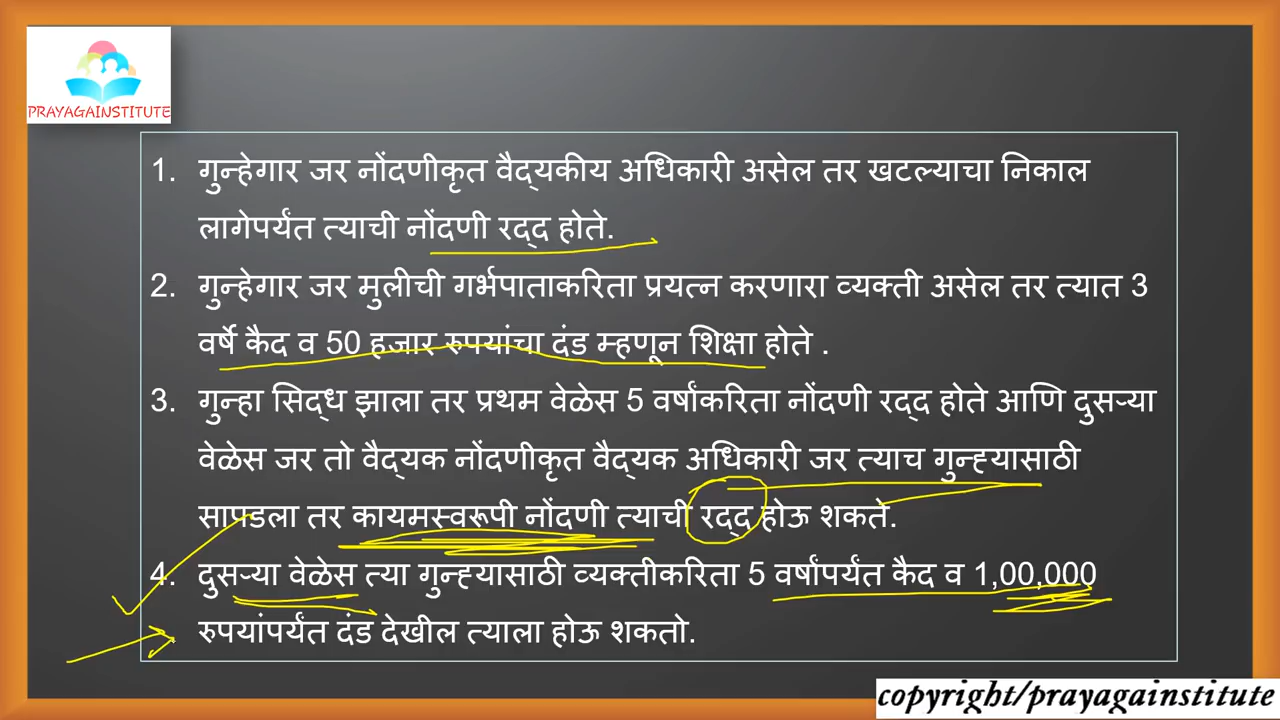 PRAYAGAINSTITUTE
1. गुन्हेगार जर नोंदणीकृत वैद्‌यकीय अधिकारी असेल तर खटल्याचा निकाल
लागेपर्यंत त्याची नोंदणी रद्‌द होते.
2. गुन्हेगार जर मुलीची गर्भपाताकरिता प्रयत्न करणारा व्यक्ती असेल तर त्यात 3
वर्षे कैद व 50 हजार रुपयांचा दंड म्हणून शिक्षा होते .
3. गुन्हा सिद्‌ध झाला तर प्रथम वेळेस 5 वर्षांकरिता नोंदणी रद्‌द होते आणि दुसऱ्या
वेळेस जर तो वैद्‌यक नोंदणीकृत वैद्‌यक अधिकारी जर त्याच गुन्ह्यासाठी
सापडला तर कायमस्वरूपी नोंदणी त्याची रद्‌द होऊ शकते.
4. दुसऱ्या वेळेस त्या गुन्ह्यासाठी व्यक्तीकरिता 5 वर्षांपर्यंत कैद व 1,00,000
रुपयांपर्यंत दंड देखील त्याला होऊ शकतो.
copyright/prayagainstitute